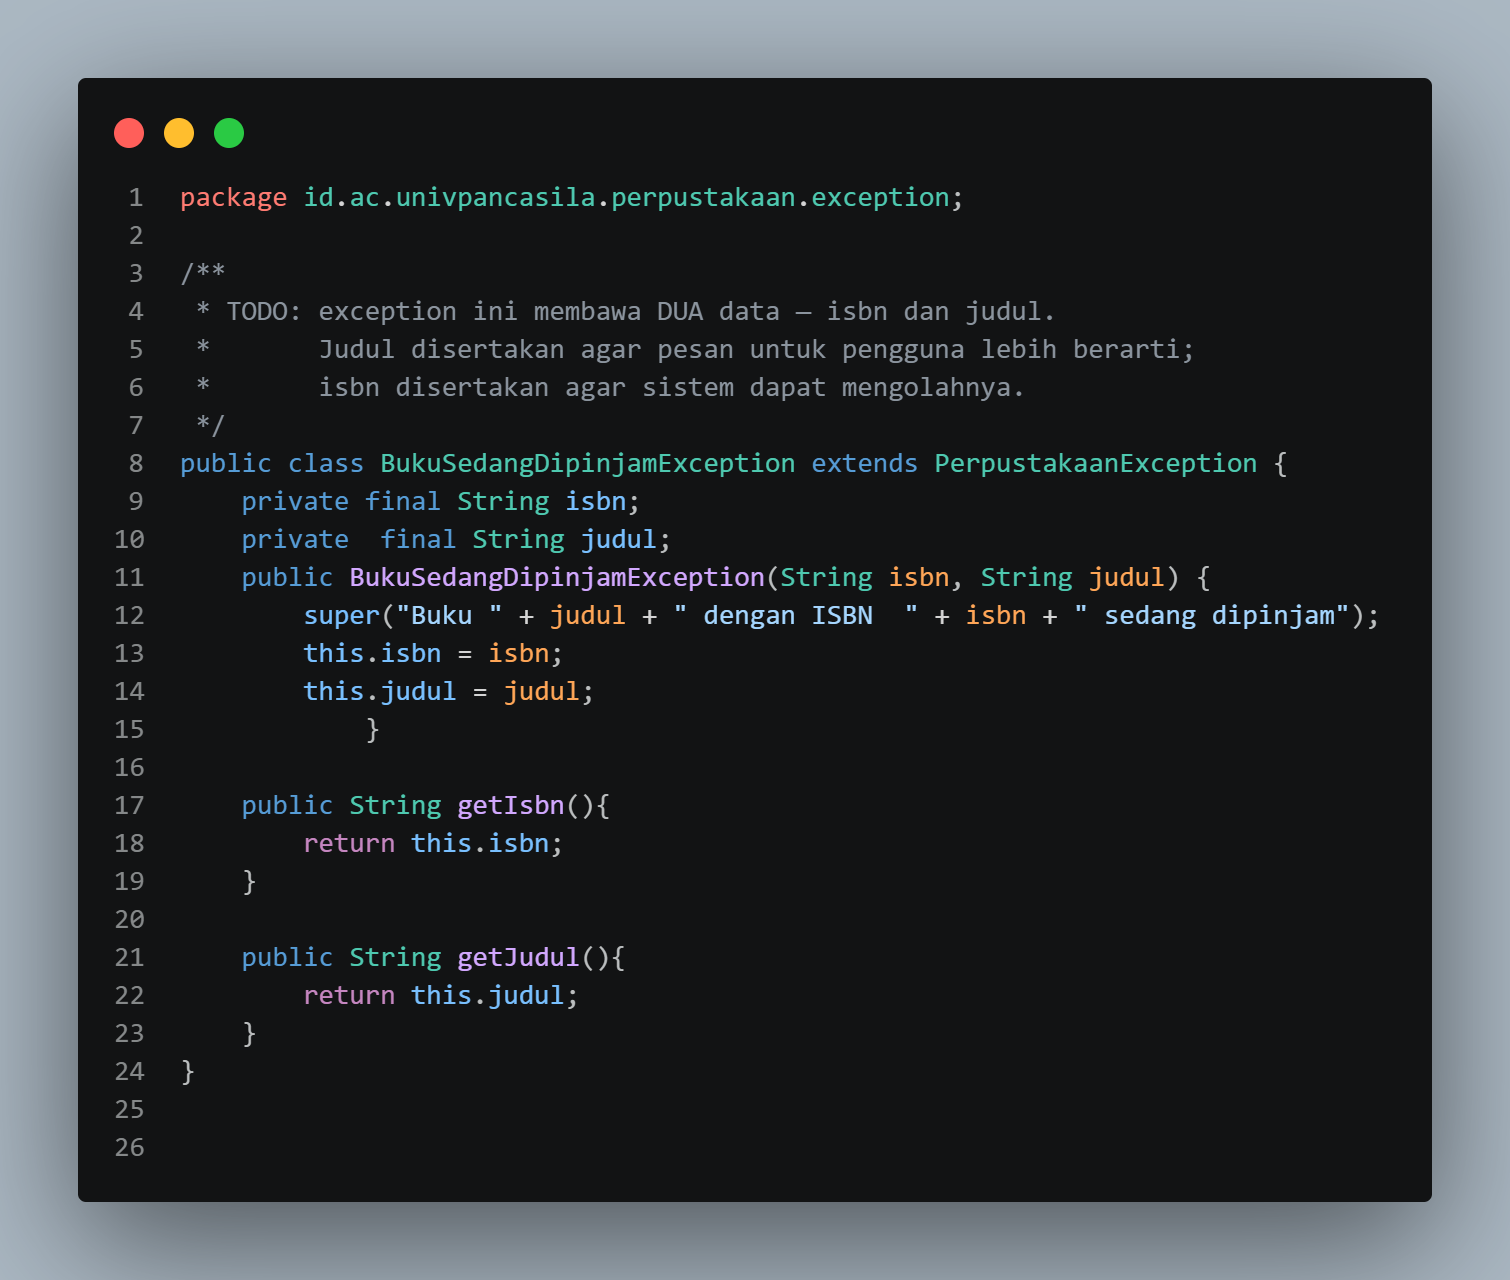 1 package id.ac.univpancasila.perpustakaan.exception;
2
3 /**
4  * TODO: exception ini membawa DUA data — isbn dan judul.
5  *       Judul disertakan agar pesan untuk pengguna lebih berarti;
6  *       isbn disertakan agar sistem dapat mengolahnya.
7  */
8 public class BukuSedangDipinjamException extends PerpustakaanException {
9     private final String isbn;
10     private  final String judul;
11     public BukuSedangDipinjamException(String isbn, String judul) {
12         super("Buku " + judul + " dengan ISBN  " + isbn + " sedang dipinjam");
13         this.isbn = isbn;
14         this.judul = judul;
15             }
16
17     public String getIsbn(){
18         return this.isbn;
19     }
20
21     public String getJudul(){
22         return this.judul;
23     }
24 }
25
26